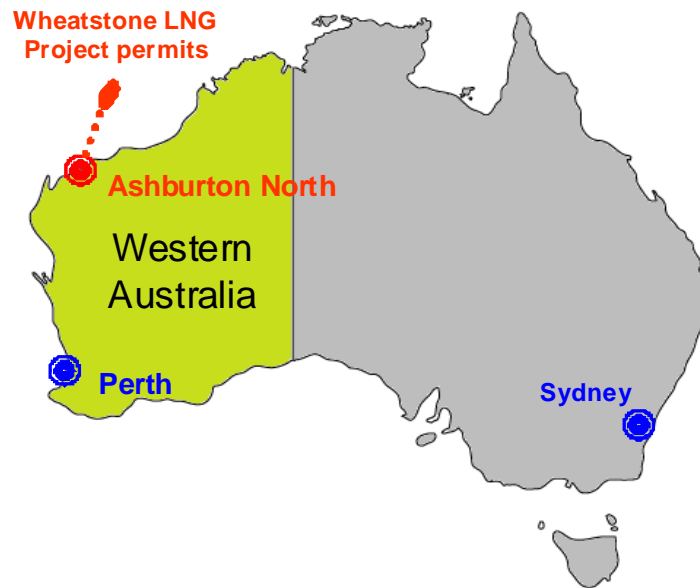 Wheatstone LNG
Project permits
Ashburton North
Western
Australia
Perth
Sydney